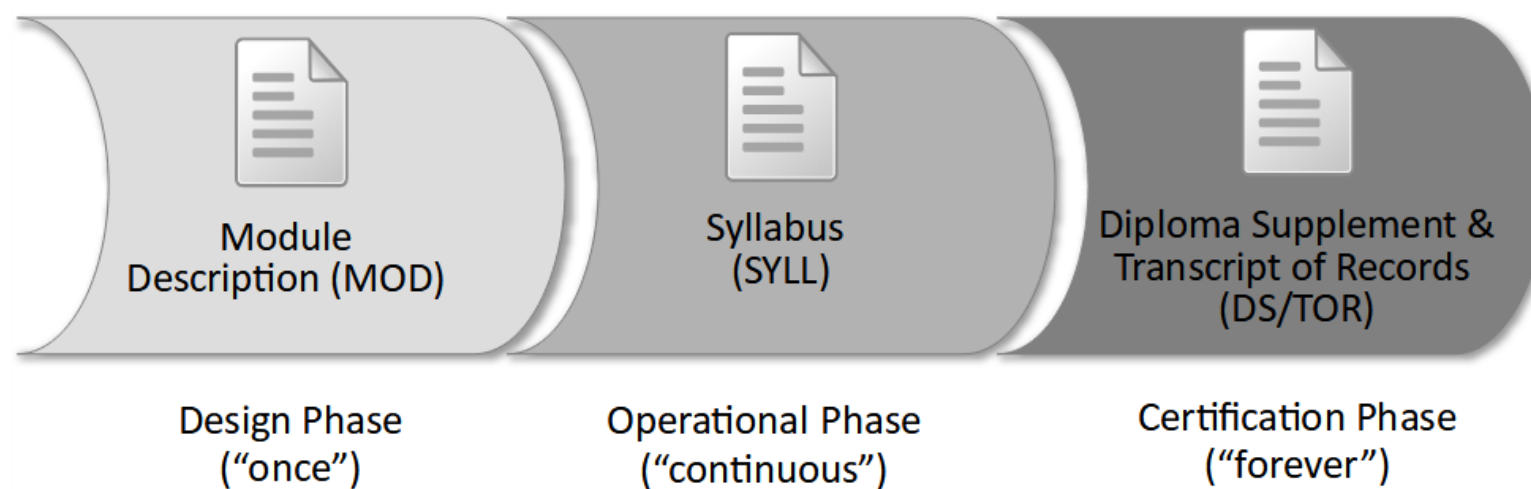 Module
Description (MOD)
Syllabus
(SYLL)
Diploma Supplement &
Transcript of Records
(DS/TOR)
Design Phase
(“once”)
Operational Phase
(“continuous”)
Certification Phase
(“forever”)